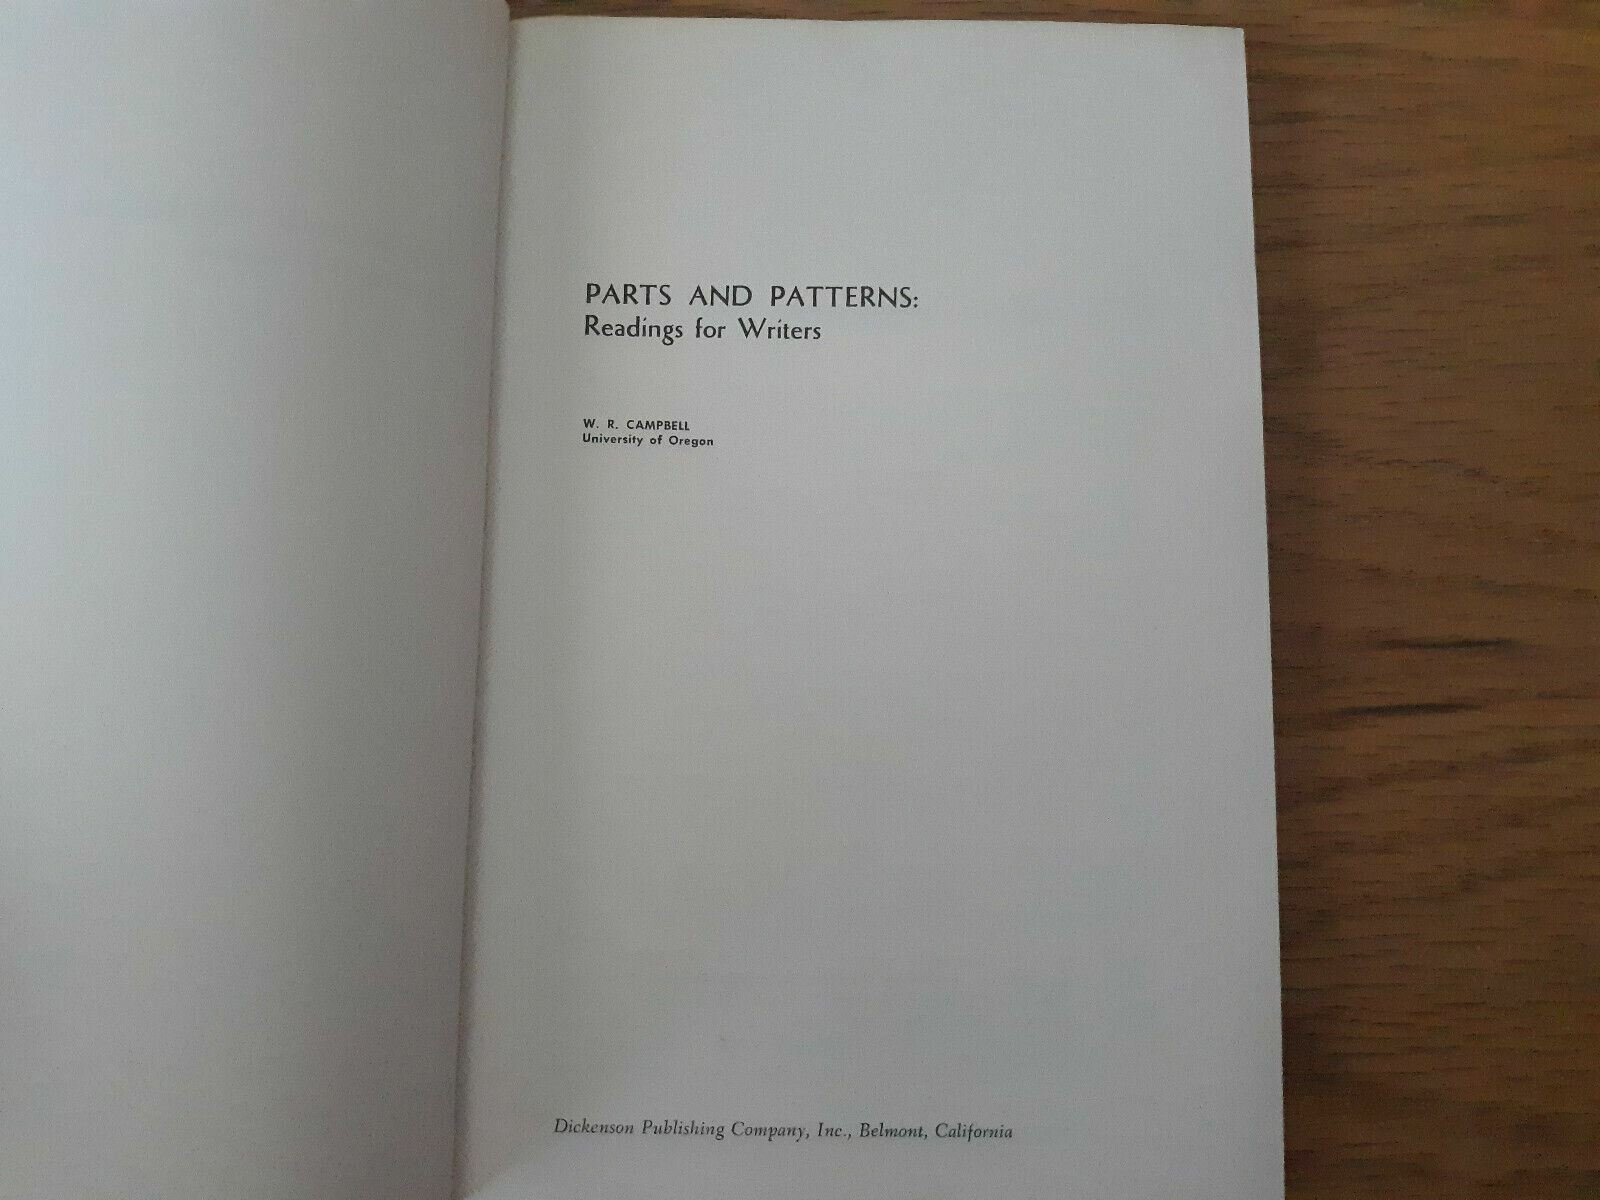 PARTS AND PATTERNS:
Readings for Writers
W. R. CAMPBELL
University of Oregon
Dickenson Publishing Company, Inc., Belmont, California